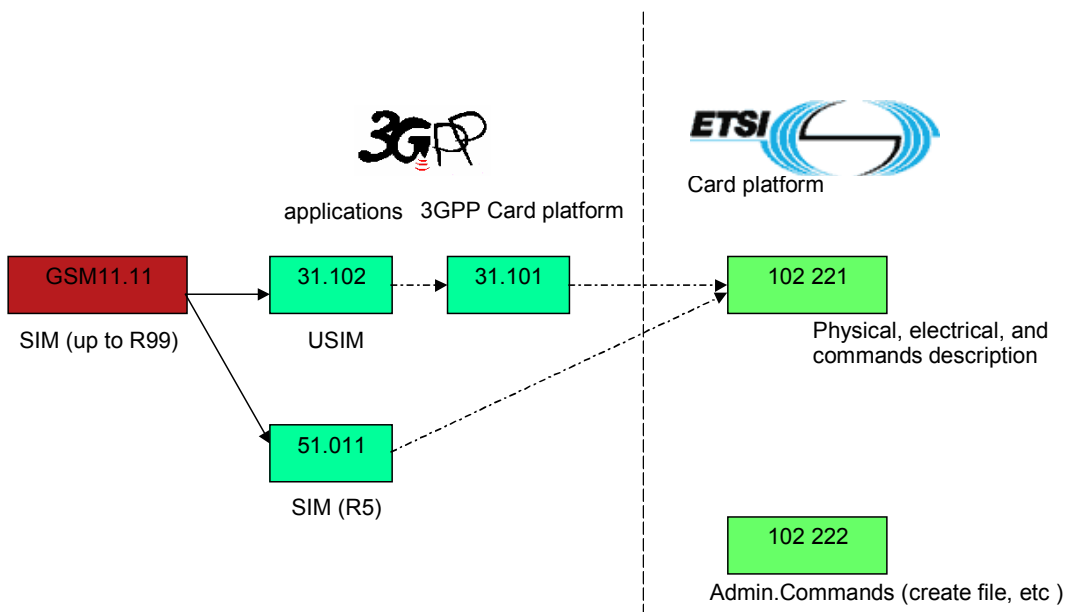 3GPP
ETSI
Card platform
applications 3GPP Card platform
GSM11.11
31.102
31.101
102 221
SIM (up to R99)
USIM
Physical, electrical, and
commands description
51.011
SIM (R5)
102 222
Admin.Commands (create file, etc )